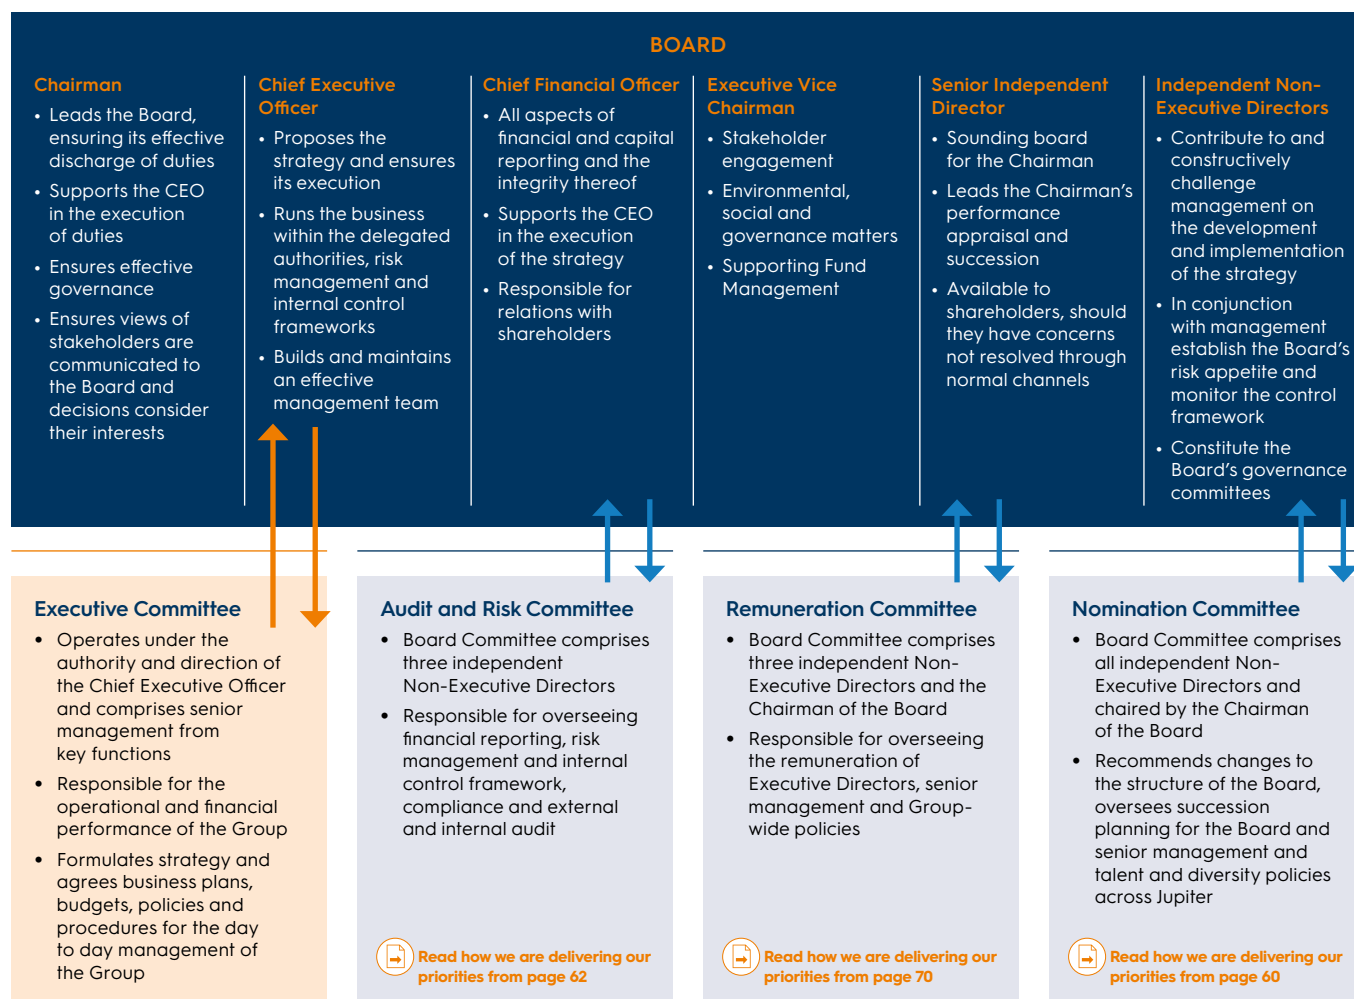 BOARD
Chairman
• Leads the Board,
ensuring its effective
discharge of duties
• Supports the CEO
in the execution
of duties
• Ensures effective
governance
• Ensures views of
stakeholders are
communicated to
the Board and
decisions consider
their interests
Chief Executive
Officer
• Proposes the
strategy and ensures
its execution
• Runs the business
within the delegated
authorities, risk
management and
internal control
frameworks
• Builds and maintains
an effective
management team
Chief Financial Officer
• All aspects of
financial and capital
reporting and the
integrity thereof
• Supports the CEO
in the execution
of the strategy
• Responsible for
relations with
shareholders
Executive Vice
Chairman
• Stakeholder
engagement
• Environmental,
social and
governance matters
• Supporting Fund
Management
Senior Independent
Director
• Sounding board
for the Chairman
• Leads the Chairman’s
performance
appraisal and
succession
• Available to
shareholders, should
they have concerns
not resolved through
normal channels
Independent Non-
Executive Directors
• Contribute to and
constructively
challenge
management on
the development
and implementation
of the strategy
• In conjunction
with management
establish the Board’s
risk appetite and
monitor the control
framework
• Constitute the
Board’s governance
committees
Executive Committee
• Operates under the
authority and direction of
the Chief Executive Officer
and comprises senior
management from
key functions
• Responsible for the
operational and financial
performance of the Group
• Formulates strategy and
agrees business plans,
budgets, policies and
procedures for the day
to day management of
the Group
Audit and Risk Committee
• Board Committee comprises
three independent
Non-Executive Directors
• Responsible for overseeing
financial reporting, risk
management and internal
control framework,
compliance and external
and internal audit
Read how we are delivering our
priorities from page 62
Remuneration Committee
• Board Committee comprises
three independent Non-
Executive Directors and the
Chairman of the Board
• Responsible for overseeing
the remuneration of
Executive Directors, senior
management and Group-
wide policies
Read how we are delivering our
priorities from page 70
Nomination Committee
• Board Committee comprises
all independent Non-
Executive Directors and
chaired by the Chairman
of the Board
• Recommends changes to
the structure of the Board,
oversees succession
planning for the Board and
senior management and
talent and diversity policies
across Jupiter
Read how we are delivering our
priorities from page 60